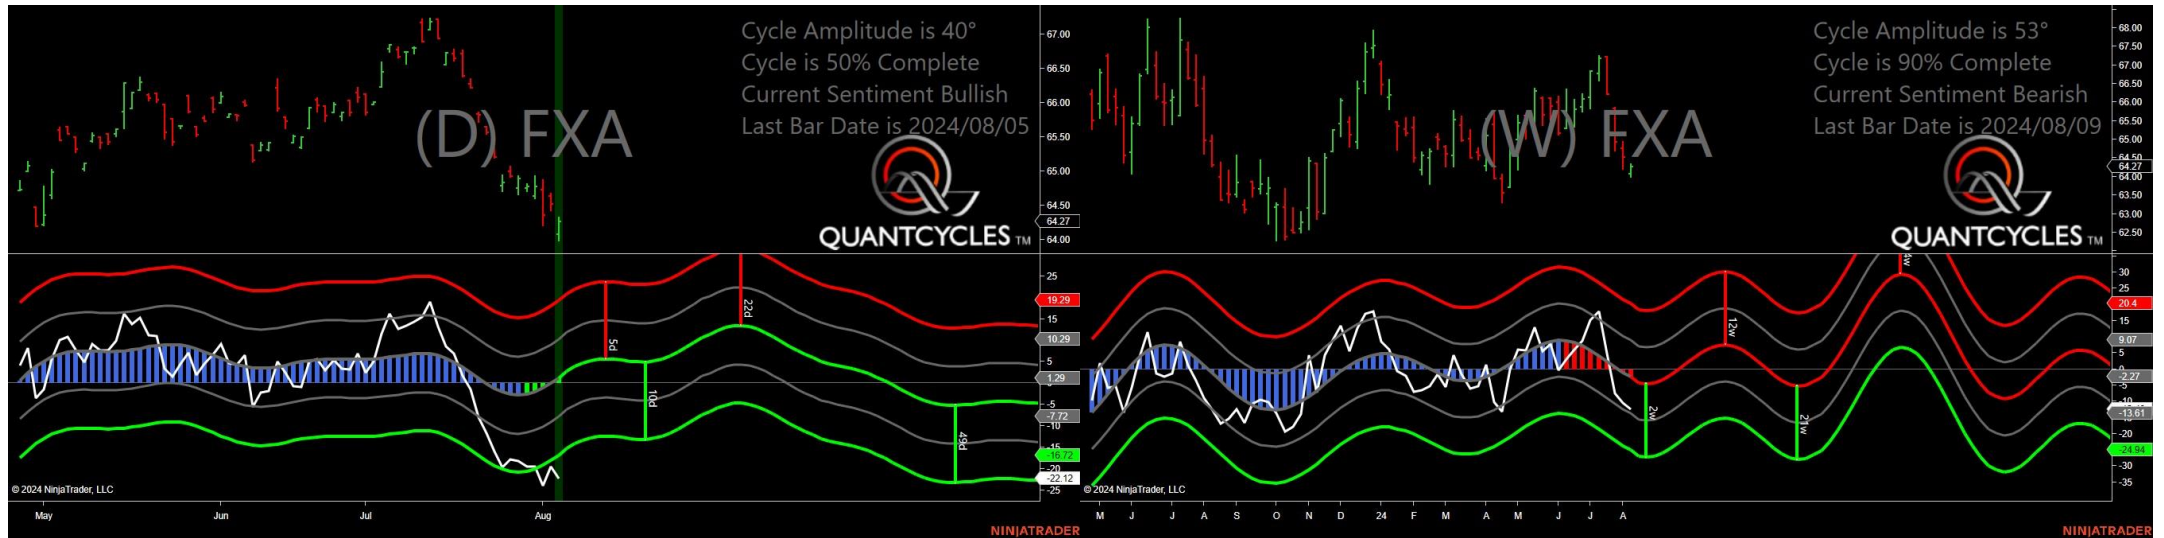 (D) FXA
Cycle Amplitude is 40°
Cycle is 50% Complete
Current Sentiment Bullish
Last Bar Date is 2024/08/05
QUANTCYCLES TM
67.00
66.50
66.00
65.50
65.00
64.50
64.27
64.00
25
19.29
15
10.29
5
1.29
-5
-7.72
-10
-15
-16.72
-20
-22.12
-25
5d
10d
22d
49d
© 2024 NinjaTrader, LLC
May Jun Jul Aug
NINJATRADER
(W) FXA
Cycle Amplitude is 53°
Cycle is 90% Complete
Current Sentiment Bearish
Last Bar Date is 2024/08/09
QUANTCYCLES TM
68.00
67.50
67.00
66.50
66.00
65.50
65.00
64.50
64.27
64.00
63.50
63.00
62.50
30
20.4
15
9.07
5
-2.27
-5
-10
-13.61
-20
-24.94
-30
-35
2w
12w
21w
© 2024 NinjaTrader, LLC
M J J A S O N D 24 F M A M J J A
NINJATRADER